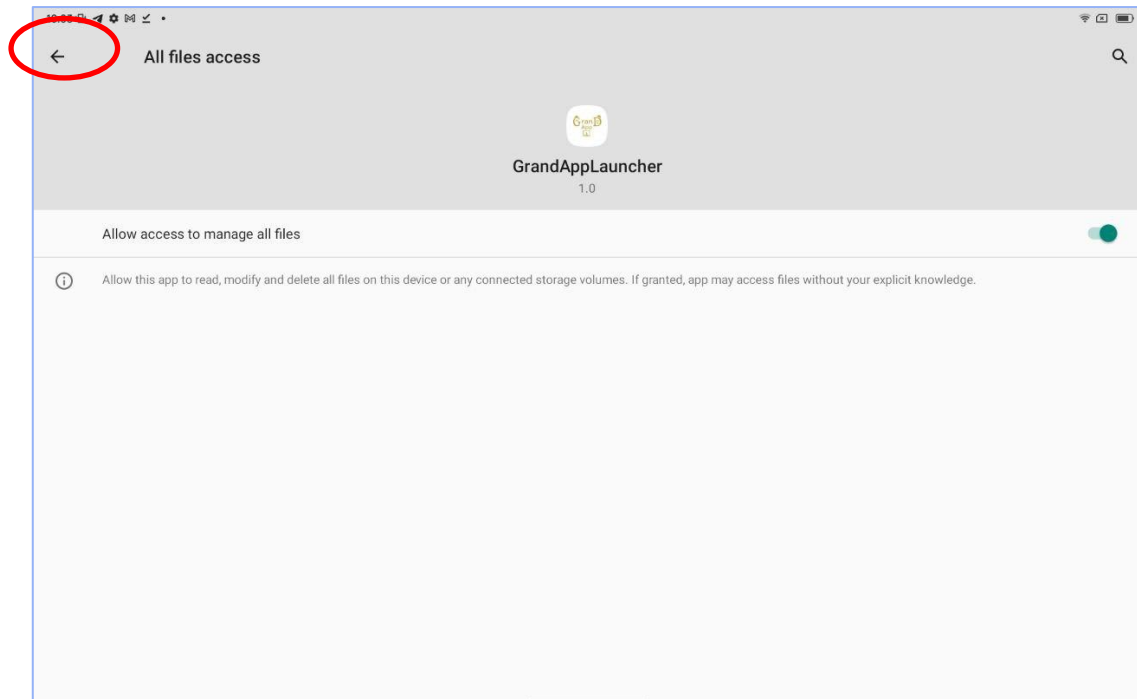 All files access
GranD
App
GrandAppLauncher
1.0
Allow access to manage all files
Allow this app to read, modify and delete all files on this device or any connected storage volumes. If granted, app may access files without your explicit knowledge.